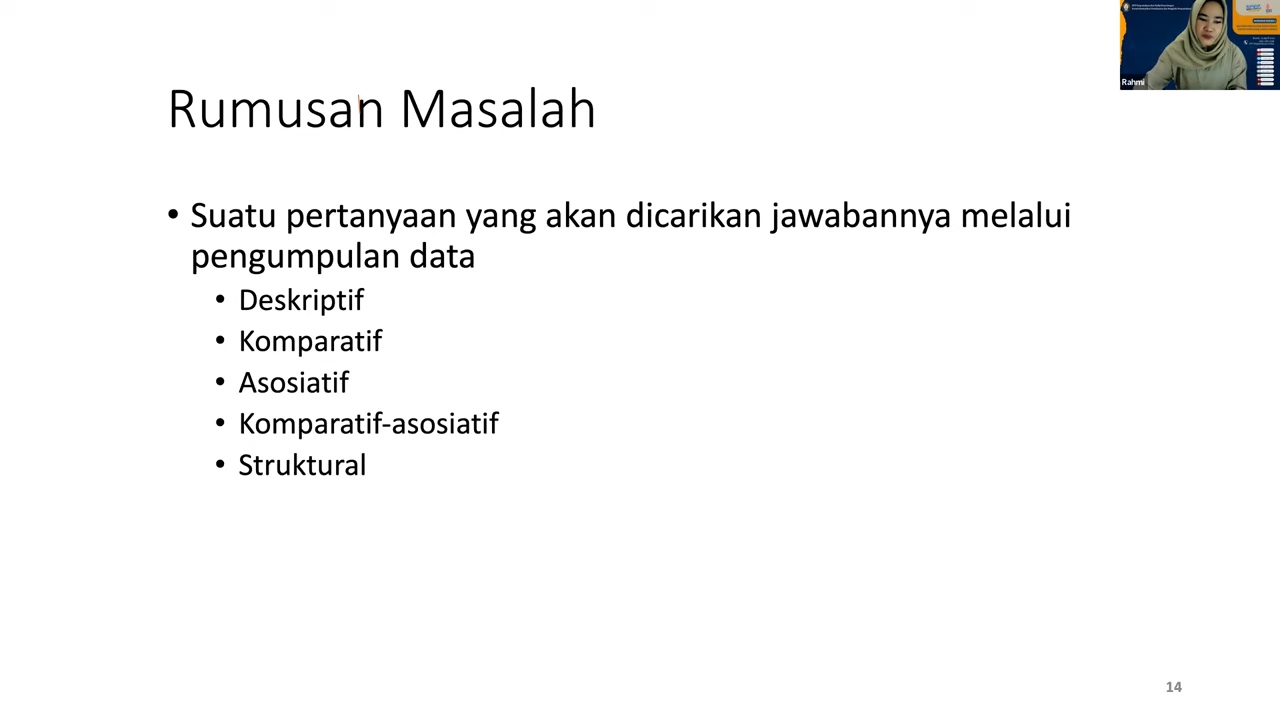 Rumusan Masalah
• Suatu pertanyaan yang akan dicarikan jawabannya melalui
pengumpulan data
• Deskriptif
• Komparatif
• Asosiatif
• Komparatif-asosiatif
• Struktural
14
Rahmi